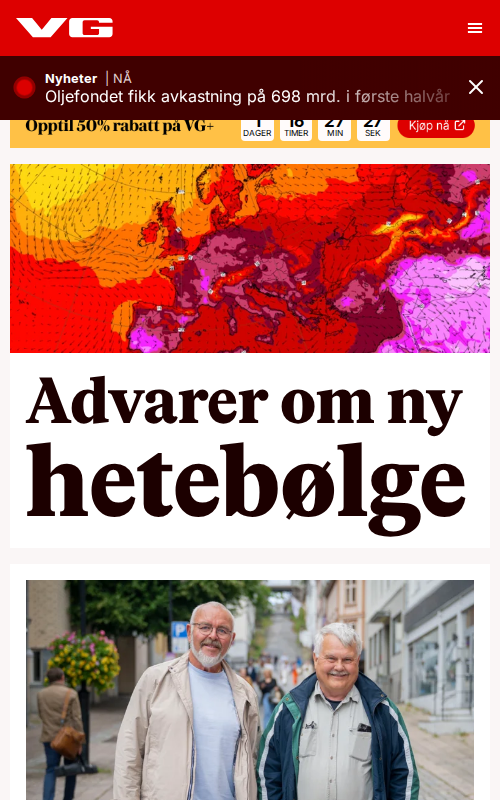 VG
Nyheter | NÅ
Oljefondet fikk avkastning på 698 mrd. i første halvår
Opptil 50% rabatt på VG+
1 18 27 27
DAGER TIMER MIN SEK
Kjøp nå
Advarer om ny
hetebølge